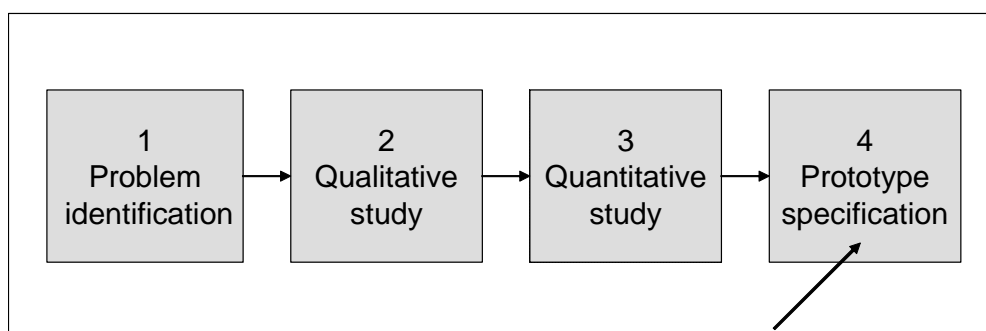 1
Problem
identification
2
Qualitative
study
3
Quantitative
study
4
Prototype
specification